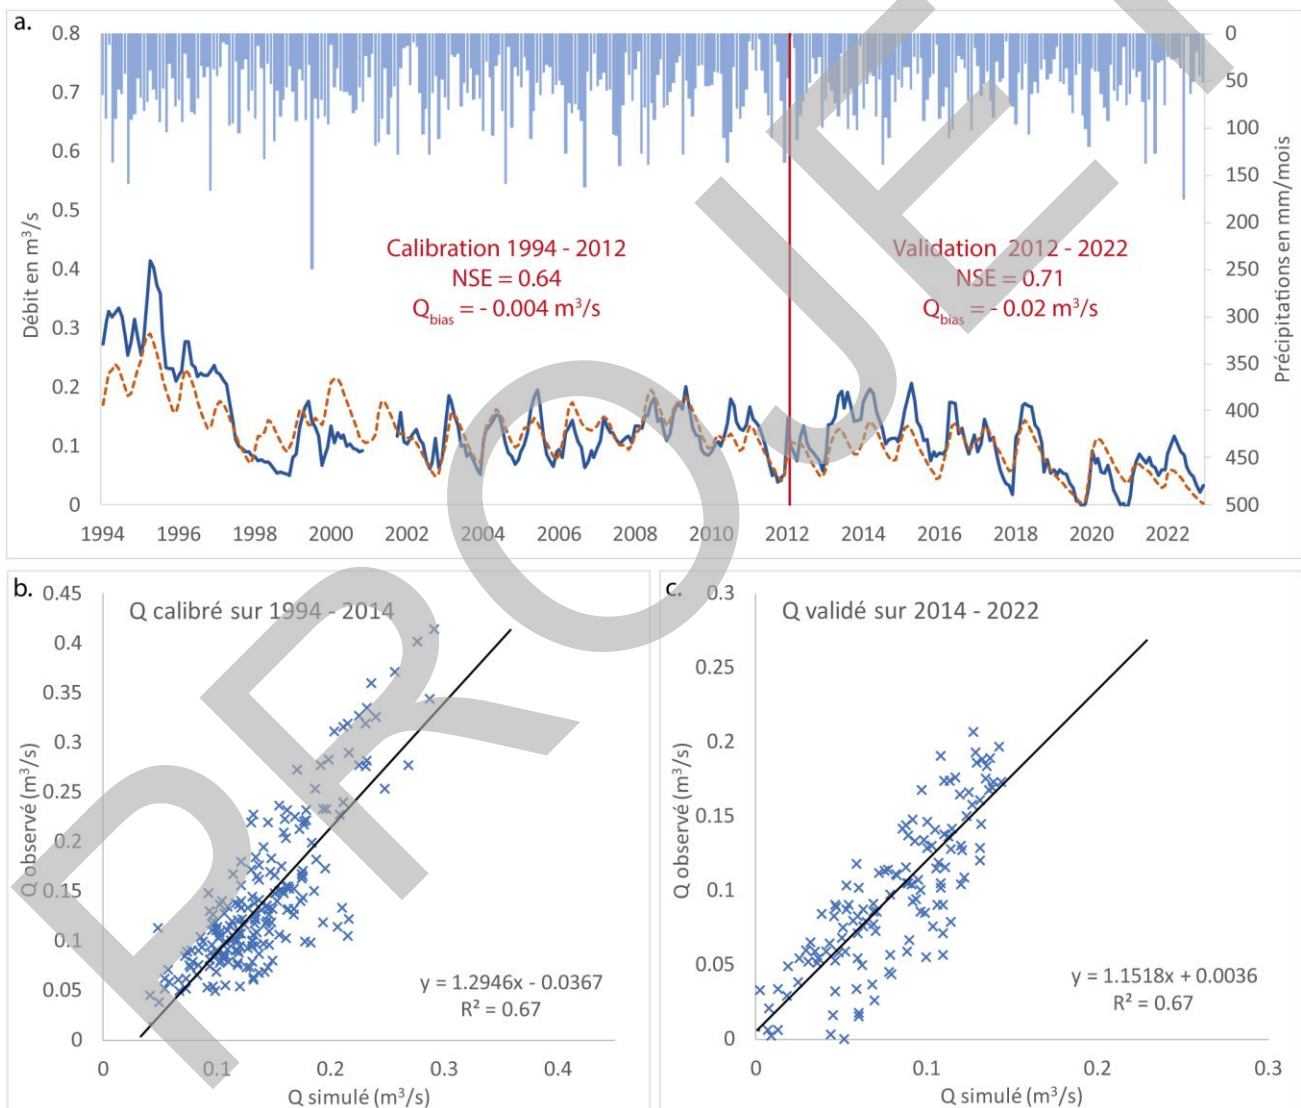 a.
0.8
0.7
0.6
0.5
0.4
0.3
0.2
0.1
0
Débit en m³/s
0
50
100
150
200
250
300
350
400
450
500
Précipitations en mm/mois
Calibration 1994 - 2012
NSE = 0.64
Qbias = - 0.004 m³/s
Validation 2012 - 2022
NSE = 0.71
Qbias = - 0.02 m³/s
1994 1996 1998 2000 2002 2004 2006 2008 2010 2012 2014 2016 2018 2020 2022
b.
Q calibré sur 1994 - 2014
0.45
0.4
0.35
0.3
0.25
0.2
0.15
0.1
0.05
0
Q observé (m³/s)
y = 1.2946x - 0.0367
R² = 0.67
0 0.1 0.2 0.3 0.4
Q simulé (m³/s)
c.
Q validé sur 2014 - 2022
0.3
0.25
0.2
0.15
0.1
0.05
0
Q observé (m³/s)
y = 1.1518x + 0.0036
R² = 0.67
0 0.1 0.2 0.3
Q simulé (m³/s)
PROJET